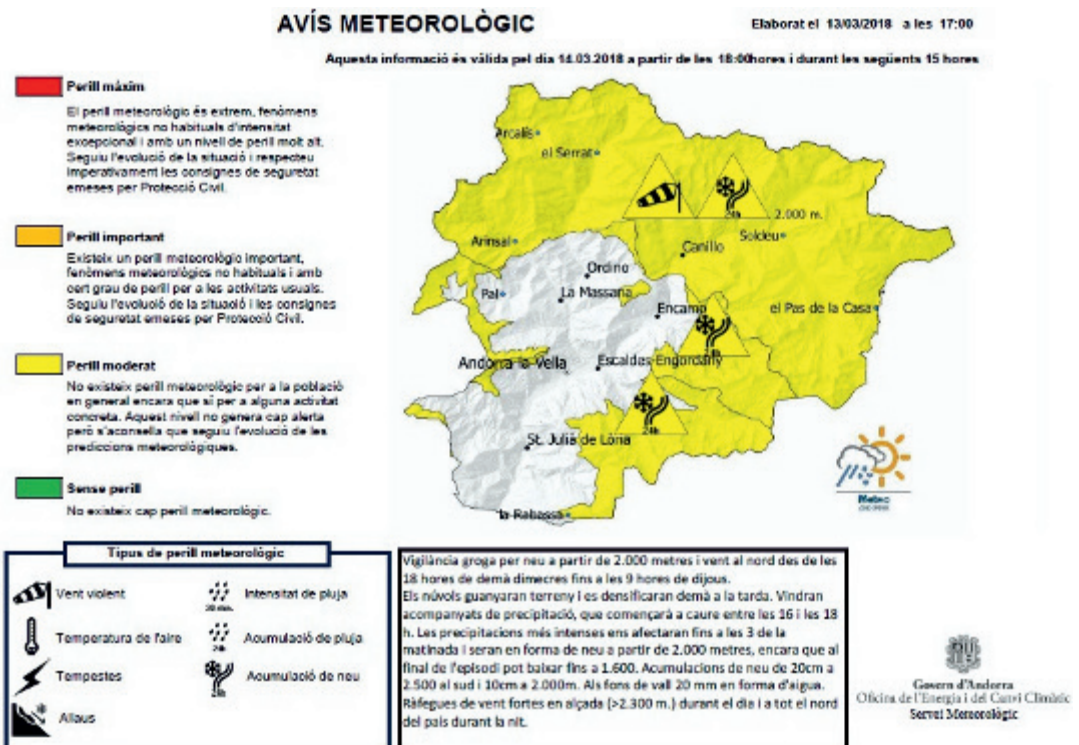 AVÍS METEOROLÒGIC
Elaborat el 13/03/2018 a les 17:00
Aquesta informació és vàlida pel dia 14.03.2018 a partir de les 18:00hores i durant les següents 15 hores
Perill màxim
El perill meteorològic és extrem, fenòmens
meteorològics no habituals d'intensitat
excepcional i amb un nivell de perill molt alt.
Seguiu l'evolució de la situació i respecteu
imperativament les consignes de seguretat
emeses per Protecció Civil.
Perill important
Existeix un perill meteorològic important,
fenòmens meteorològics no habituals i amb
cert grau de perill per a les activitats usuals.
Seguiu l'evolució de la situació i les consignes
de seguretat emeses per Protecció Civil.
Perill moderat
No existeix perill meteorològic per a la població
en general encara que sí per a alguna activitat
concreta. Aquest nivell no genera cap alerta
però s'aconsella que seguiu l'evolució de les
prediccions meteorològiques.
Sense perill
No existeix cap perill meteorològic.
Arcalís
el Serrat
24h
2.000 m.
Arinsal
Soldeu
Canillo
Ordino
Pal
La Massana
Encamp
el Pas de la Casa
24h
Andorra la Vella
Escaldes-Engordany
24h
St. Julià de Lòria
la Rabassa
Meteo
Tipus de perill meteorològic
Vent violent
Intensitat de pluja
Temperatura de l'aire
Acumulació de pluja
Tempestes
Acumulació de neu
Allaus
Vigilància groga per neu a partir de 2.000 metres i vent al nord des de les
18 hores de demà dimecres fins a les 9 hores de dijous.
Els núvols guanyaran terreny i es densificaran demà a la tarda. Vindran
acompanyats de precipitació, que començarà a caure entre les 16 i les 18
h. Les precipitacions més intenses ens afectaran fins a les 3 de la
matinada i seran en forma de neu a partir de 2.000 metres, encara que al
final de l'episodi pot baixar fins a 1.600. Acumulacions de neu de 20cm a
2.500 al sud i 10cm a 2.000m. Als fons de vall 20 mm en forma d'aigua.
Ràfegues de vent fortes en alçada (>2.300 m.) durant el dia i a tot el nord
del país durant la nit.
Govern d'Andorra
Oficina de l'Energia i del Canvi Climàtic
Servei Meteorològic